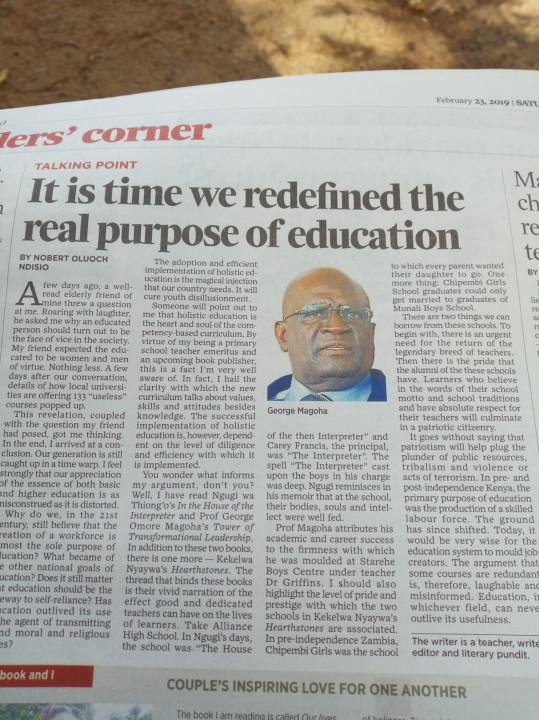 February 23, 2019 | SATU
ers' corner
TALKING POINT
It is time we redefined the
real purpose of education
BY NOBERT OLUOCH
NDISIO
A few days ago, a well-
read elderly friend of
mine threw a question
at me. Roaring with laughter,
he asked me why an educated
person should turn out to be
the face of vice in the society.
My friend expected the edu-
cated to be women and men
of virtue. Nothing less. A few
days after our conversation,
details of how local universi-
ties are offering 133 "useless"
courses popped up.
This revelation, coupled
with the question my friend
had posed, got me thinking.
In the end, I arrived at a con-
clusion. Our generation is still
caught up in a time warp. I feel
strongly that our appreciation
of the essence of both basic
and higher education is as
misconstrued as it is distorted.
Why do we, in the 21st
entury, still believe that the
reation of a workforce is
most the sole purpose of
ducation? What became of
e other national goals of
ucation? Does it still matter
t education should be the
eway to self-reliance? Has
cation outlived its use
he agent of transmitting
nd moral and religious
es?
The adoption and efficient
implementation of holistic ed-
ucation is the magical injection
that our country needs. It will
cure youth disillusionment.
Someone will point out to
me that holistic education is
the heart and soul of the com-
petency-based curriculum. By
virtue of my being a primary
school teacher emeritus and
an upcoming book publisher,
this is a fact I'm very well
aware of. In fact, I hail the
clarity with which the new
curriculum talks about values,
skills and attitudes besides
knowledge. The successful
implementation of holistic
education is, however, depend-
ent on the level of diligence
and efficiency with which it
is implemented.
You wonder what informs
my argument, don't you?
Well, I have read Ngugi wa
Thiong'o's In the House of the
Interpreter and Prof George
Omore Magoha's Tower of
Transformational Leadership.
In addition to these two books,
there is one more — Kekelwa
Nyaywa's Hearthstones. The
thread that binds these books
is their vivid narration of the
effect good and dedicated
teachers can have on the lives
of learners. Take Alliance
High School. In Ngugi's days,
the school was "The House
George Magoha
of the then Interpreter" and
Carey Francis, the principal,
was "The Interpreter". The
spell "The Interpreter" cast
upon the boys in his charge
was deep. Ngugi reminisces in
his memoir that at the school,
their bodies, souls and intel-
lect were well fed.
Prof Magoha attributes his
academic and career success
to the firmness with which
he was moulded at Starehe
Boys Centre under teacher
Dr Griffins. I should also
highlight the level of pride and
prestige with which the two
schools in Kekelwa Nyaywa's
Hearthstones are associated.
In pre-independence Zambia,
Chipembi Girls was the school
to which every parent wanted
their daughter to go. One
more thing: Chipembi Girls
School graduates could only
get married to graduates of
Munali Boys School.
There are two things we can
borrow from these schools. To
begin with, there is an urgent
need for the return of the
legendary breed of teachers.
Then there is the pride that
the alumni of the these schools
have. Learners who believe
in the words of their school
motto and school traditions
and have absolute respect for
their teachers will culminate
in a patriotic citizenry.
It goes without saying that
patriotism will help plug the
plunder of public resources,
tribalism and violence or
acts of terrorism. In pre- and
post-independence Kenya, the
primary purpose of education
was the production of a skilled
labour force. The ground
has since shifted. Today, it
would be very wise for the
education system to mould job
creators. The argument that
some courses are redundant
is, therefore, laughable and
misinformed. Education, in
whichever field, can neve
outlive its usefulness.
The writer is a teacher, write
editor and literary pundit.
Ma
ch
re
te
BY
book and I
COUPLE'S INSPIRING LOVE FOR ONE ANOTHER
The book I am reading is called Our lives